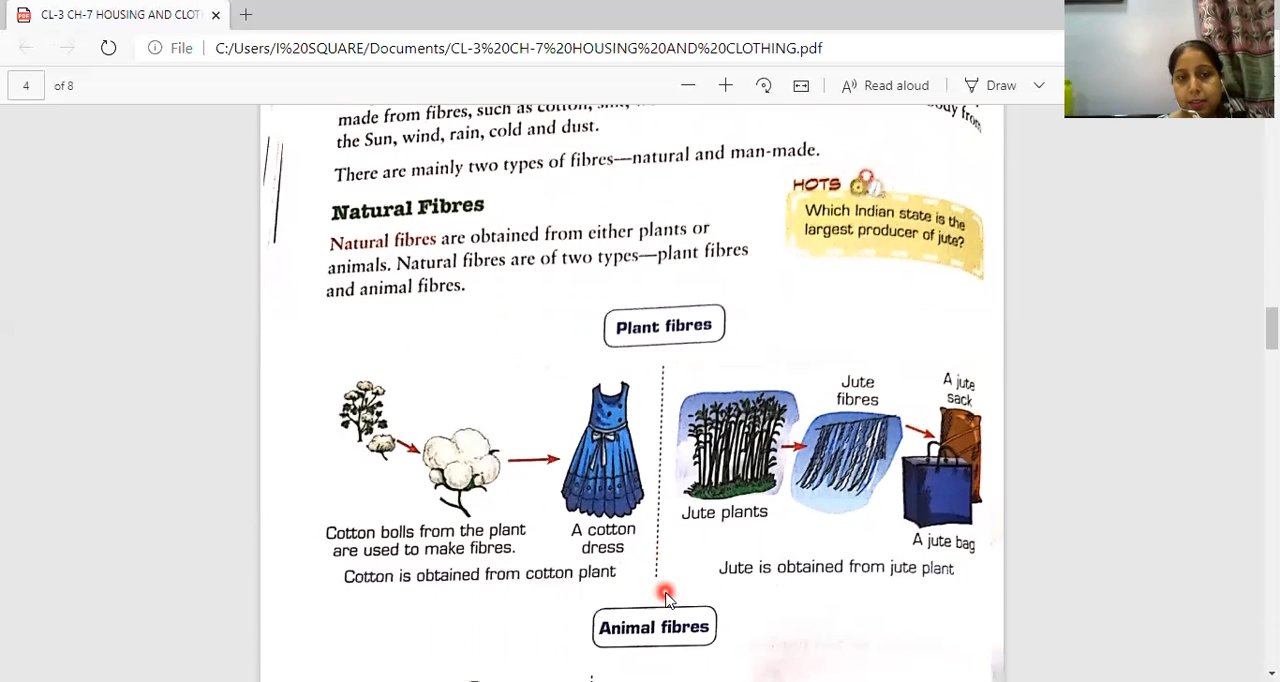 CL-3 CH-7 HOUSING AND CLOT
File
C:/Users/I%20SQUARE/Documents/CL-3%20CH-7%20HOUSING%20AND%20CLOTHING.pdf
4 of 8
Read aloud
Draw
made from fibres, such as cotton,
body from
the Sun, wind, rain, cold and dust.
There are mainly two types of fibres—natural and man-made.
HOTS
Which Indian state is the
largest producer of jute?
Natural Fibres
Natural fibres are obtained from either plants or
animals. Natural fibres are of two types—plant fibres
and animal fibres.
Plant fibres
Cotton bolls from the plant
are used to make fibres.
A cotton
dress
Cotton is obtained from cotton plant
Jute plants
Jute
fibres
A jute
sack
A jute bag
Jute is obtained from jute plant
Animal fibres